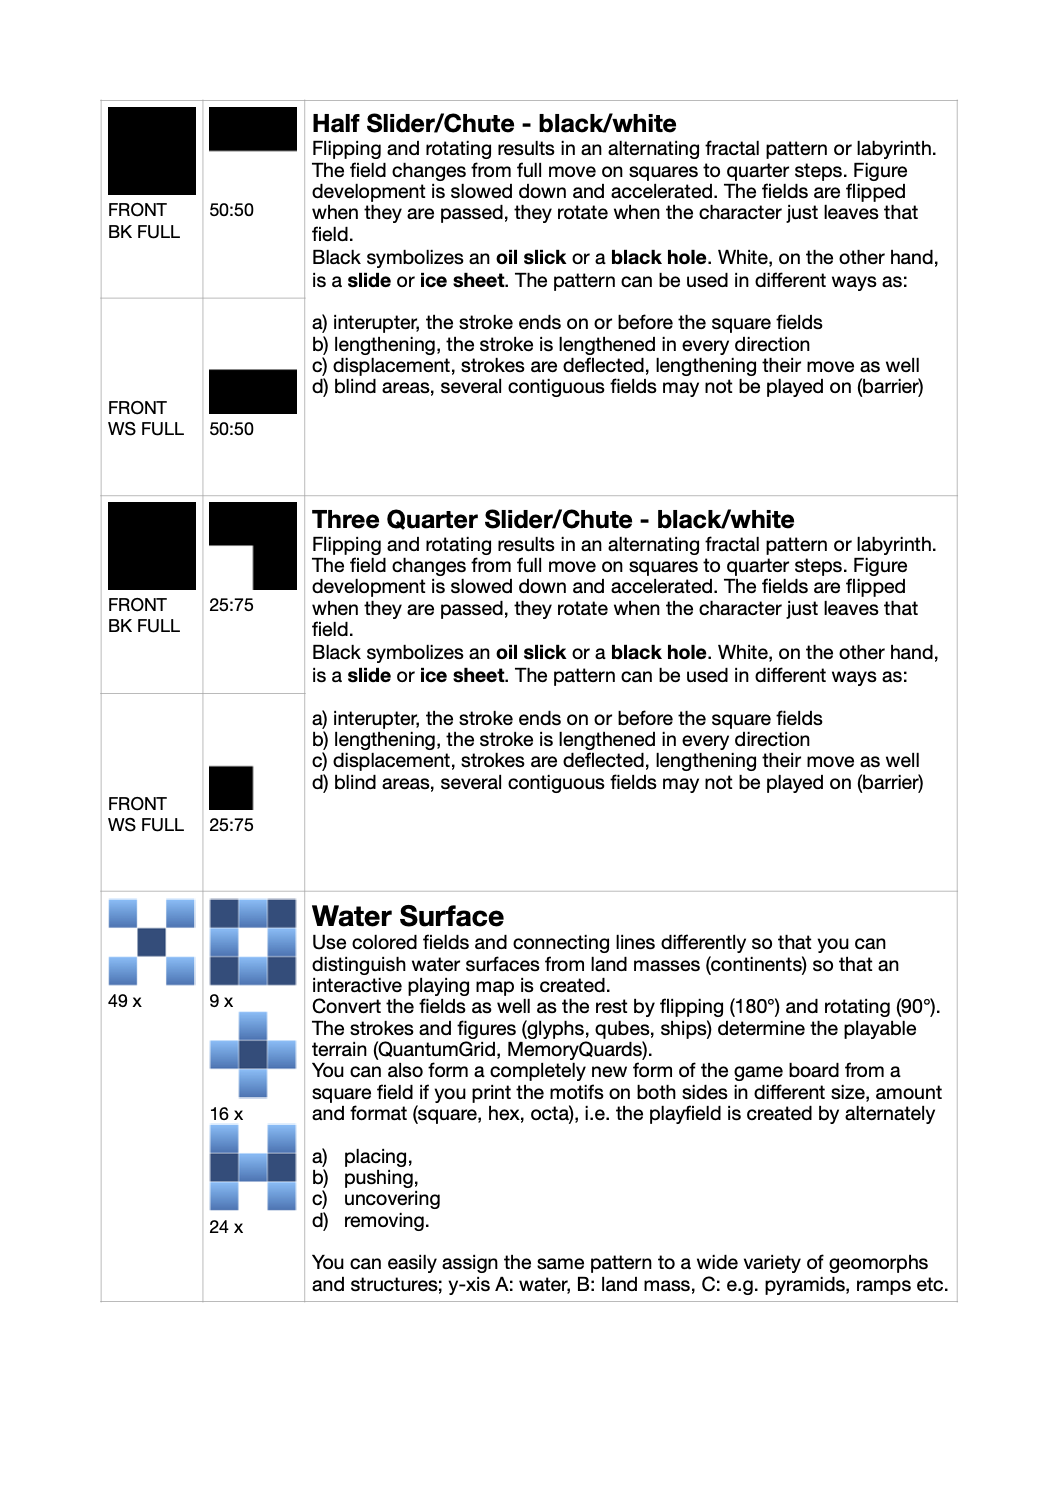 FRONT
BK FULL
50:50
Half Slider/Chute - black/white
Flipping and rotating results in an alternating fractal pattern or labyrinth.
The field changes from full move on squares to quarter steps. Figure
development is slowed down and accelerated. The fields are flipped
when they are passed, they rotate when the character just leaves that
field.
Black symbolizes an oil slick or a black hole. White, on the other hand,
is a slide or ice sheet. The pattern can be used in different ways as:
a) interupter, the stroke ends on or before the square fields
b) lengthening, the stroke is lengthened in every direction
c) displacement, strokes are deflected, lengthening their move as well
d) blind areas, several contiguous fields may not be played on (barrier)
FRONT
WS FULL
50:50
FRONT
BK FULL
25:75
Three Quarter Slider/Chute - black/white
Flipping and rotating results in an alternating fractal pattern or labyrinth.
The field changes from full move on squares to quarter steps. Figure
development is slowed down and accelerated. The fields are flipped
when they are passed, they rotate when the character just leaves that
field.
Black symbolizes an oil slick or a black hole. White, on the other hand,
is a slide or ice sheet. The pattern can be used in different ways as:
a) interupter, the stroke ends on or before the square fields
b) lengthening, the stroke is lengthened in every direction
c) displacement, strokes are deflected, lengthening their move as well
d) blind areas, several contiguous fields may not be played on (barrier)
FRONT
WS FULL
25:75
49 x
9 x
16 x
24 x
Water Surface
Use colored fields and connecting lines differently so that you can
distinguish water surfaces from land masses (continents) so that an
interactive playing map is created.
Convert the fields as well as the rest by flipping (180°) and rotating (90°).
The strokes and figures (glyphs, qubes, ships) determine the playable
terrain (QuantumGrid, MemoryQuards).
You can also form a completely new form of the game board from a
square field if you print the motifs on both sides in different size, amount
and format (square, hex, octa), i.e. the playfield is created by alternately
a) placing,
b) pushing,
c) uncovering
d) removing.
You can easily assign the same pattern to a wide variety of geomorphs
and structures; y-xis A: water, B: land mass, C: e.g. pyramids, ramps etc.